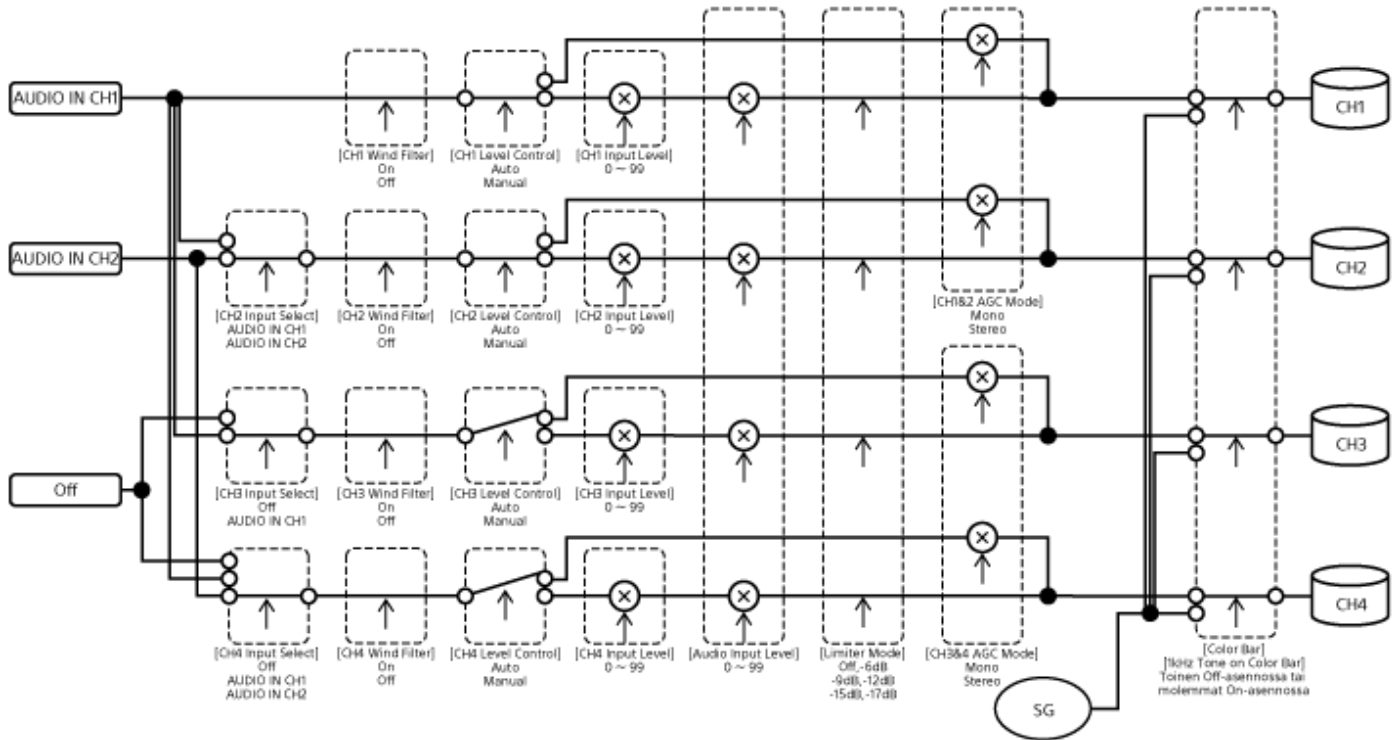 AUDIO IN CH1
CH1
[CH1 Wind Filter]
On
Off
[CH1 Level Control]
Auto
Manual
[CH1 Input Level]
0 ~ 99
AUDIO IN CH2
CH2
[CH2 Input Select]
AUDIO IN CH1
AUDIO IN CH2
[CH2 Wind Filter]
On
Off
[CH2 Level Control]
Auto
Manual
[CH2 Input Level]
0 ~ 99
[CH1&2 AGC Mode]
Mono
Stereo
CH3
Off
[CH3 Input Select]
Off
AUDIO IN CH1
[CH3 Wind Filter]
On
Off
[CH3 Level Control]
Auto
Manual
[CH3 Input Level]
0 ~ 99
CH4
[CH4 Input Select]
Off
AUDIO IN CH1
AUDIO IN CH2
[CH4 Wind Filter]
On
Off
[CH4 Level Control]
Auto
Manual
[CH4 Input Level]
0 ~ 99
[Audio Input Level]
0 ~ 99
[Limiter Mode]
Off,-6dB
-9dB,-12dB
-15dB,-17dB
[CH3&4 AGC Mode]
Mono
Stereo
SG
[Color Bar]
[1kHz Tone on Color Bar]
Toinen Off-asennossa tai
molemmat On-asennossa